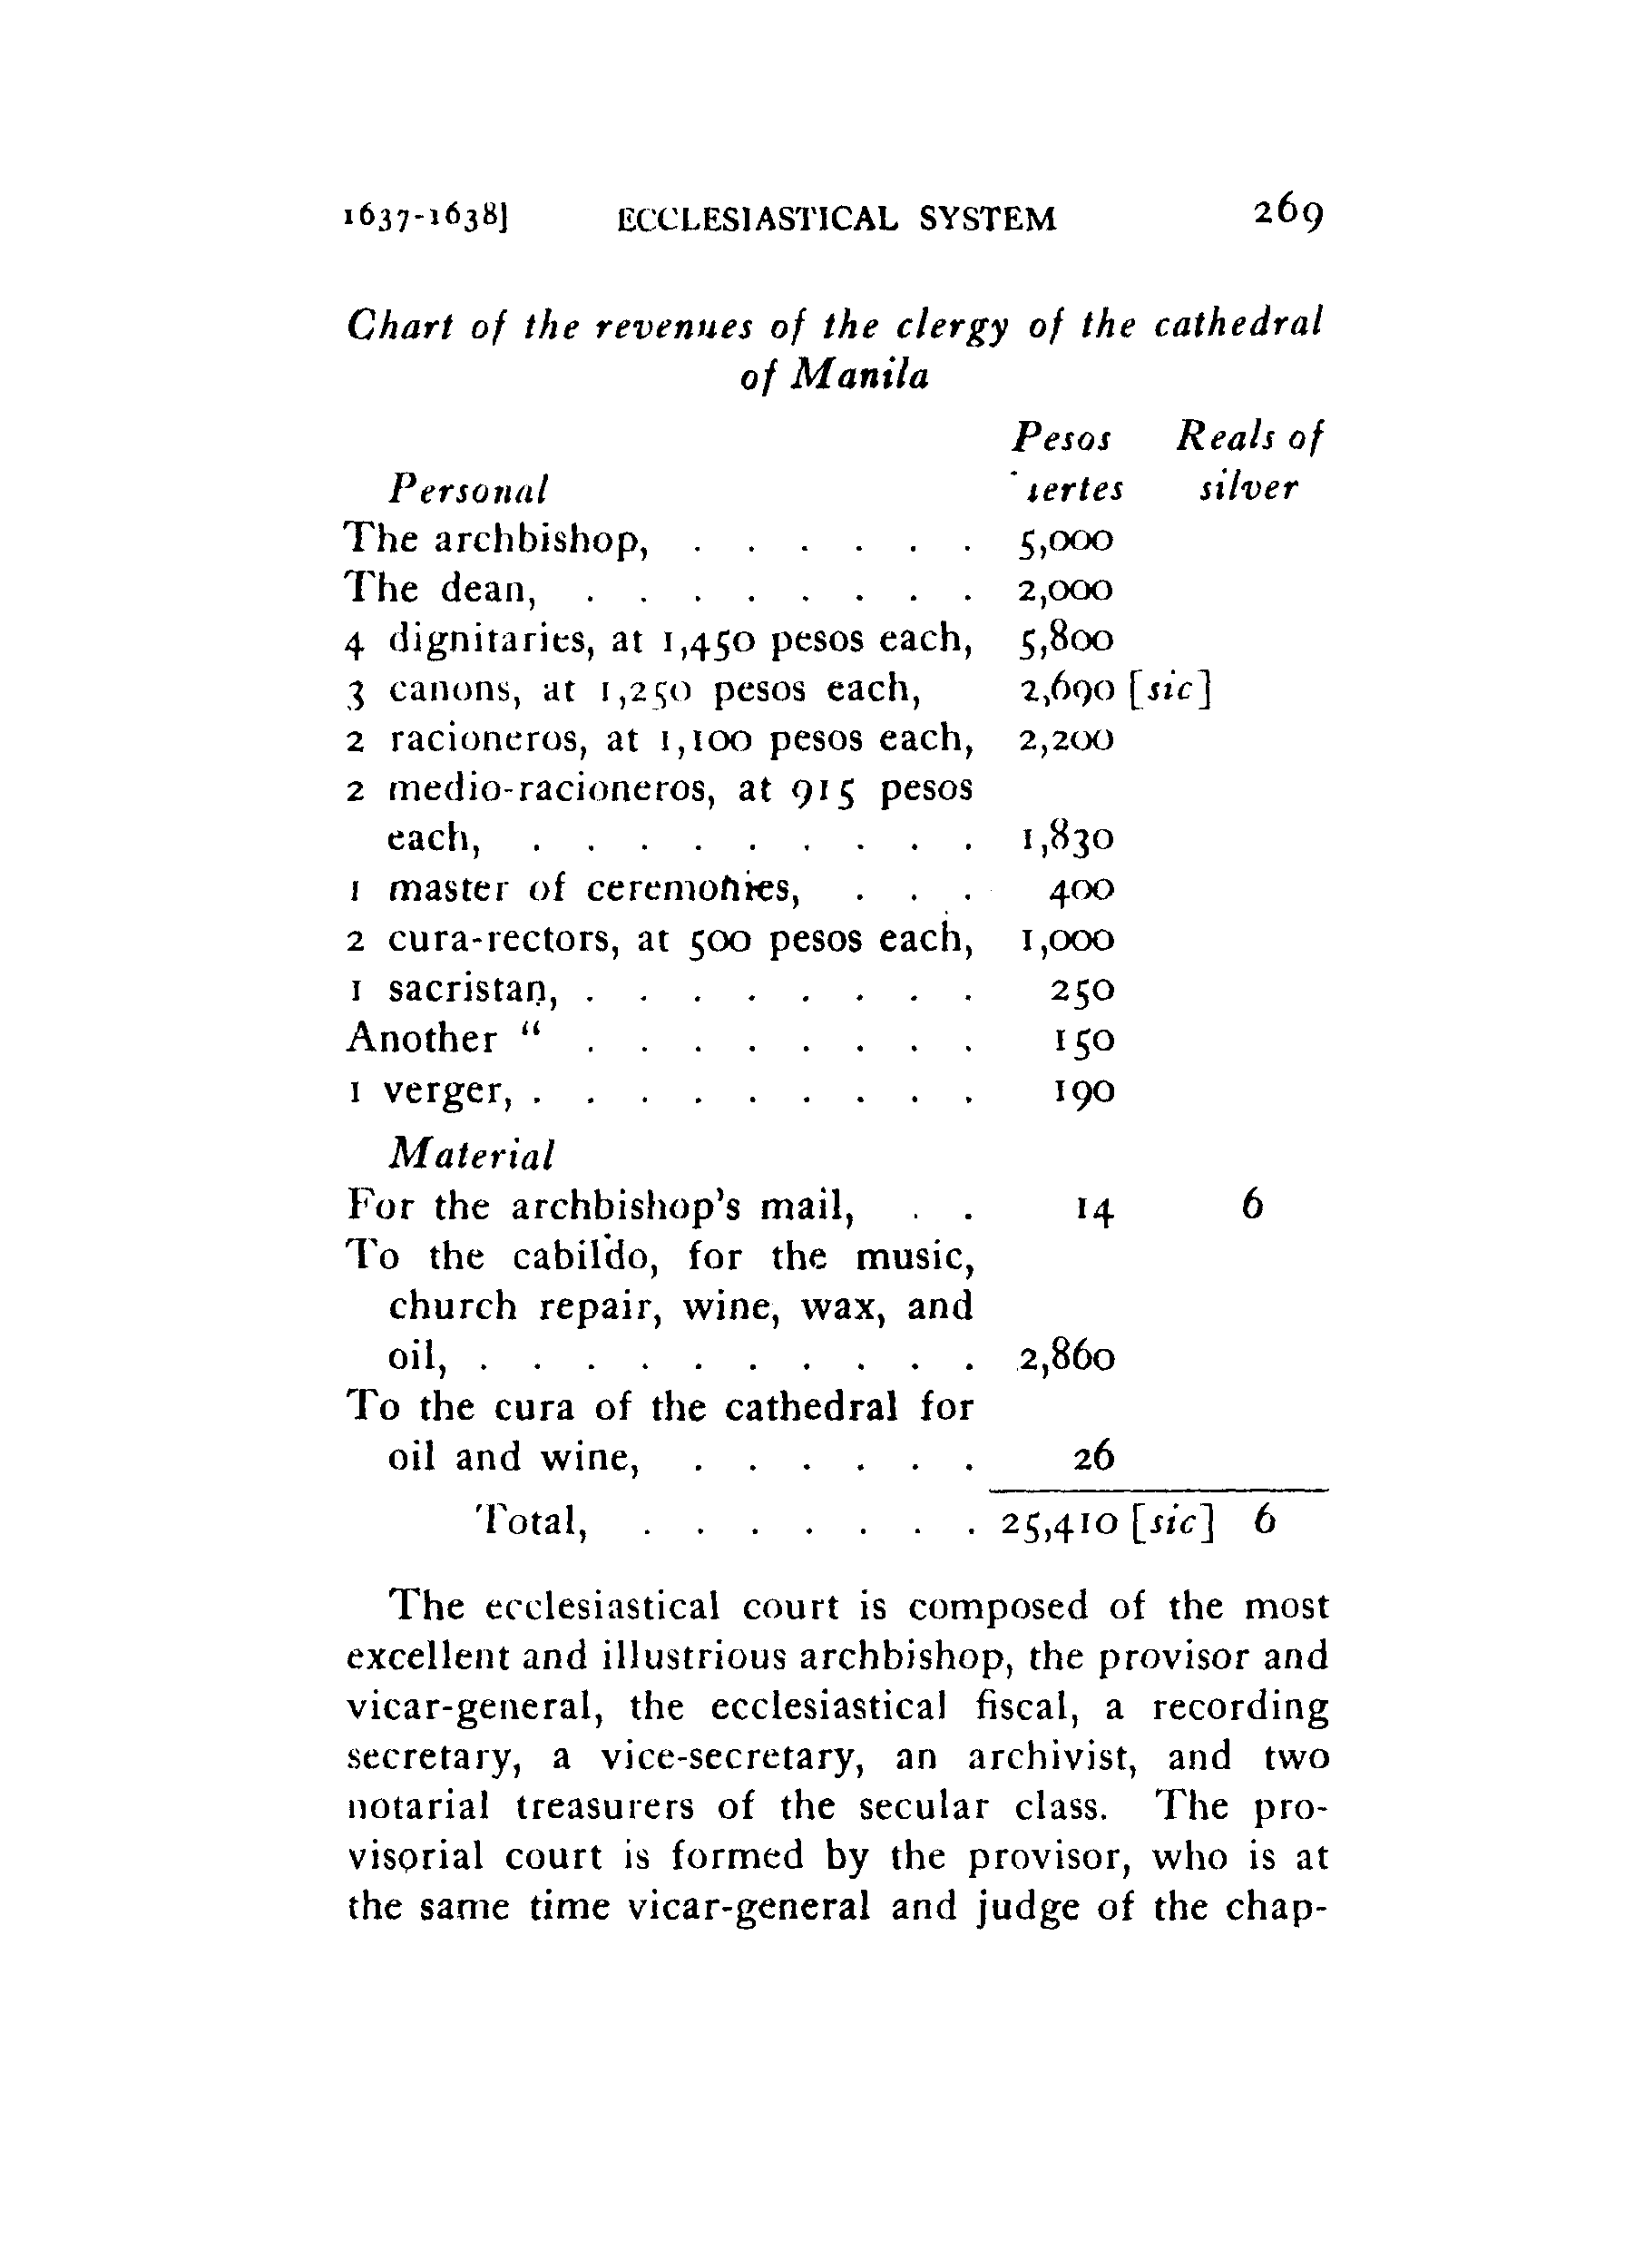 1637-1638] ECCLESIASTICAL SYSTEM 269
Chart of the revenues of the clergy of the cathedral
of Manila
Pesos Reals of
Personal silver
The archbishop, . . . . . . 5,000
The dean, . . . . . . . . 2,000
4 dignitaries, at 1,450 pesos each, 5,800
3 canons, at 1,250 pesos each, 2,690 [sic]
2 racioneros, at 1,100 pesos each, 2,200
2 medio-racioneros, at 915 pesos
each, . . . . . . . . . 1,830
1 master of ceremonies, . . . 400
2 cura-rectors, at 500 pesos each, 1,000
1 sacristan, . . . . . . . . 250
Another “ . . . . . . . . 150
1 verger, . . . . . . . . . 190
Material
For the archbishop's mail, . . 14 6
To the cabildo, for the music,
church repair, wine, wax, and
oil, . . . . . . . . . . 2,860
To the cura of the cathedral for
oil and wine, . . . . . . 26
Total, . . . . . . . 25,410 [sic] 6
The ecclesiastical court is composed of the most
excellent and illustrious archbishop, the provisor and
vicar-general, the ecclesiastical fiscal, a recording
secretary, a vice-secretary, an archivist, and two
notarial treasurers of the secular class. The pro-
visorial court is formed by the provisor, who is at
the same time vicar-general and judge of the chap-